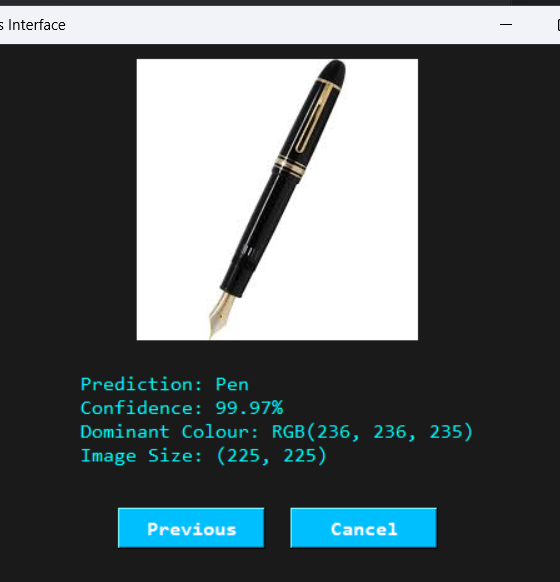 s Interface
Prediction: Pen
Confidence: 99.97%
Dominant Colour: RGB(236, 236, 235)
Image Size: (225, 225)
Previous Cancel